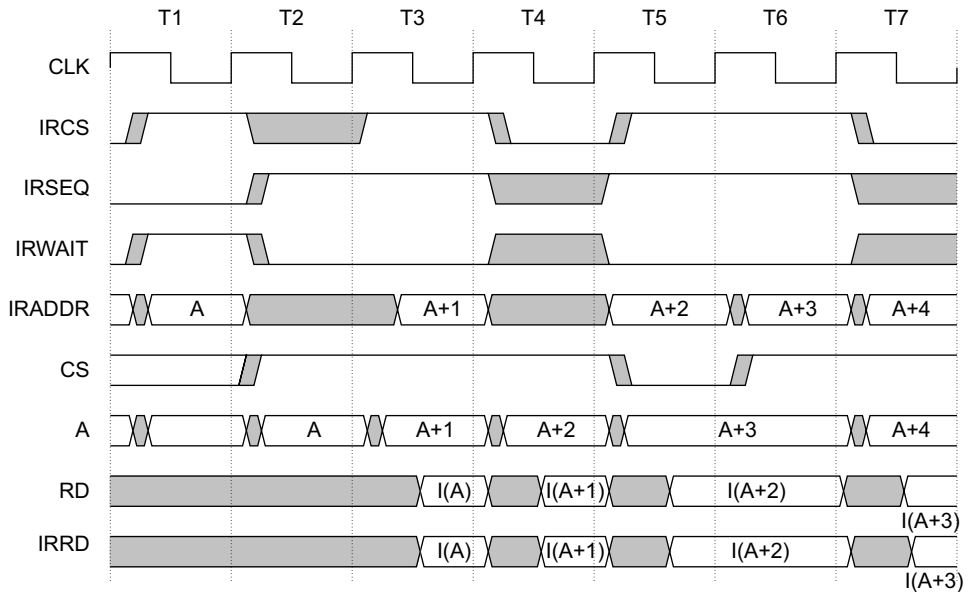 T1 T2 T3 T4 T5 T6 T7
CLK
IRCS
IRSEQ
IRWAIT
IRADDR A A+1 A+2 A+3 A+4
CS
A A A+1 A+2 A+3 A+4
RD I(A) I(A+1) I(A+2)
I(A+3)
IRRD I(A) I(A+1) I(A+2)
I(A+3)